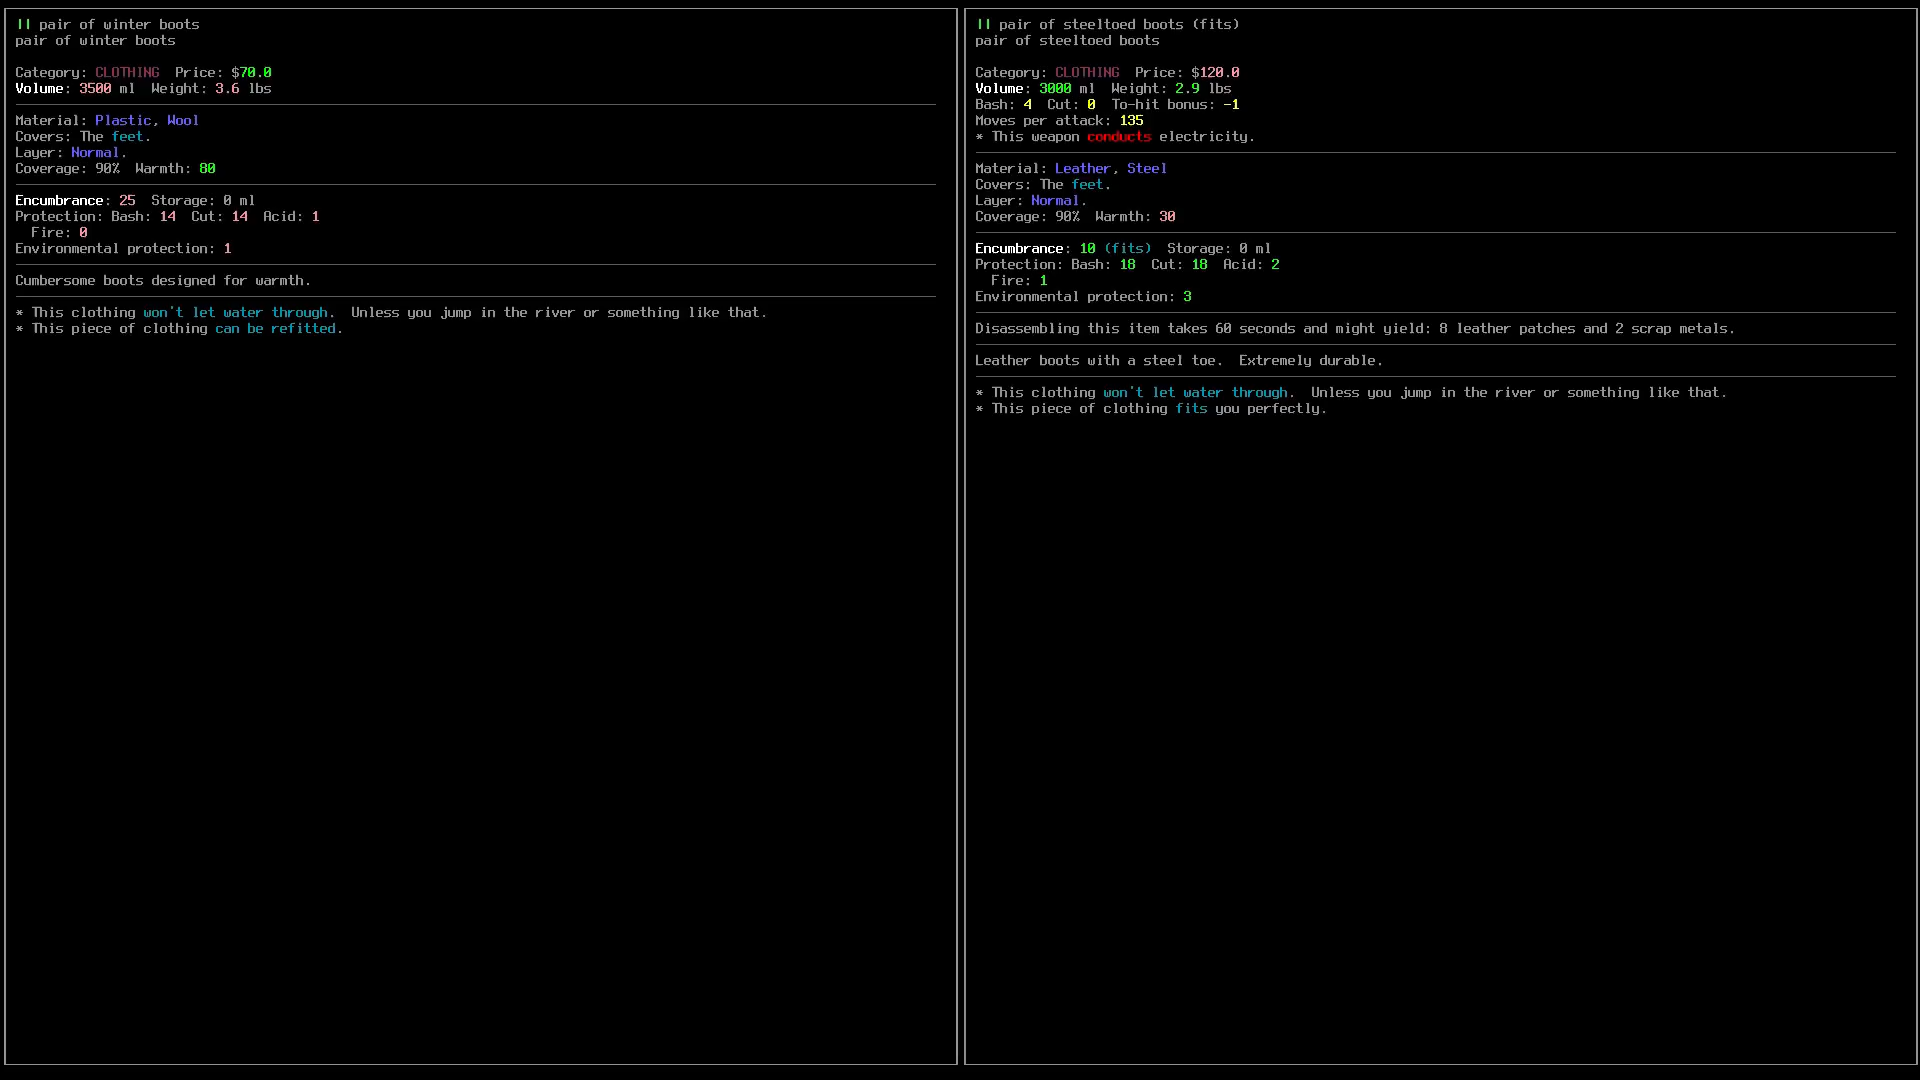 || pair of winter boots
pair of winter boots
Category: CLOTHING  Price: $70.0
Volume: 3500 ml  Weight: 3.6 lbs
Material: Plastic, Wool
Covers: The feet.
Layer: Normal.
Coverage: 90%  Warmth: 80
Encumbrance: 25  Storage: 0 ml
Protection: Bash: 14  Cut: 14  Acid: 1
Fire: 0
Environmental protection: 1
Cumbersome boots designed for warmth.
* This clothing won't let water through.  Unless you jump in the river or something like that.
* This piece of clothing can be refitted.
|| pair of steeltoed boots (fits)
pair of steeltoed boots
Category: CLOTHING  Price: $120.0
Volume: 3000 ml  Weight: 2.9 lbs
Bash: 4  Cut: 0  To-hit bonus: -1
Moves per attack: 135
* This weapon conducts electricity.
Material: Leather, Steel
Covers: The feet.
Layer: Normal.
Coverage: 90%  Warmth: 30
Encumbrance: 10 (fits)  Storage: 0 ml
Protection: Bash: 18  Cut: 18  Acid: 2
Fire: 1
Environmental protection: 3
Disassembling this item takes 60 seconds and might yield: 8 leather patches and 2 scrap metals.
Leather boots with a steel toe.  Extremely durable.
* This clothing won't let water through.  Unless you jump in the river or something like that.
* This piece of clothing fits you perfectly.